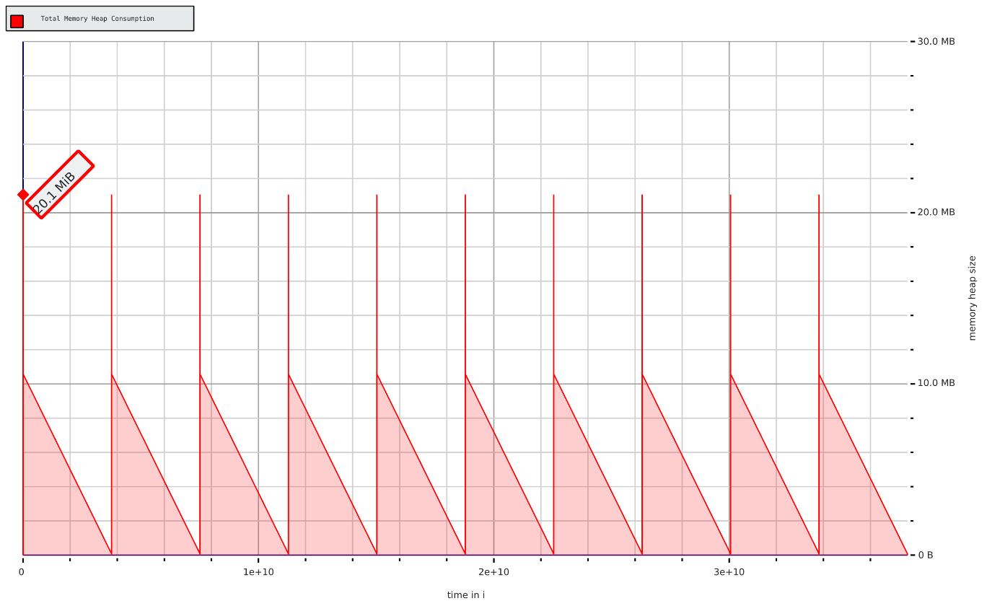 Total Memory Heap Consumption
30.0 MB
20.1 MiB
20.0 MB
memory heap size
10.0 MB
0 B
0
1e+10
2e+10
3e+10
time in i